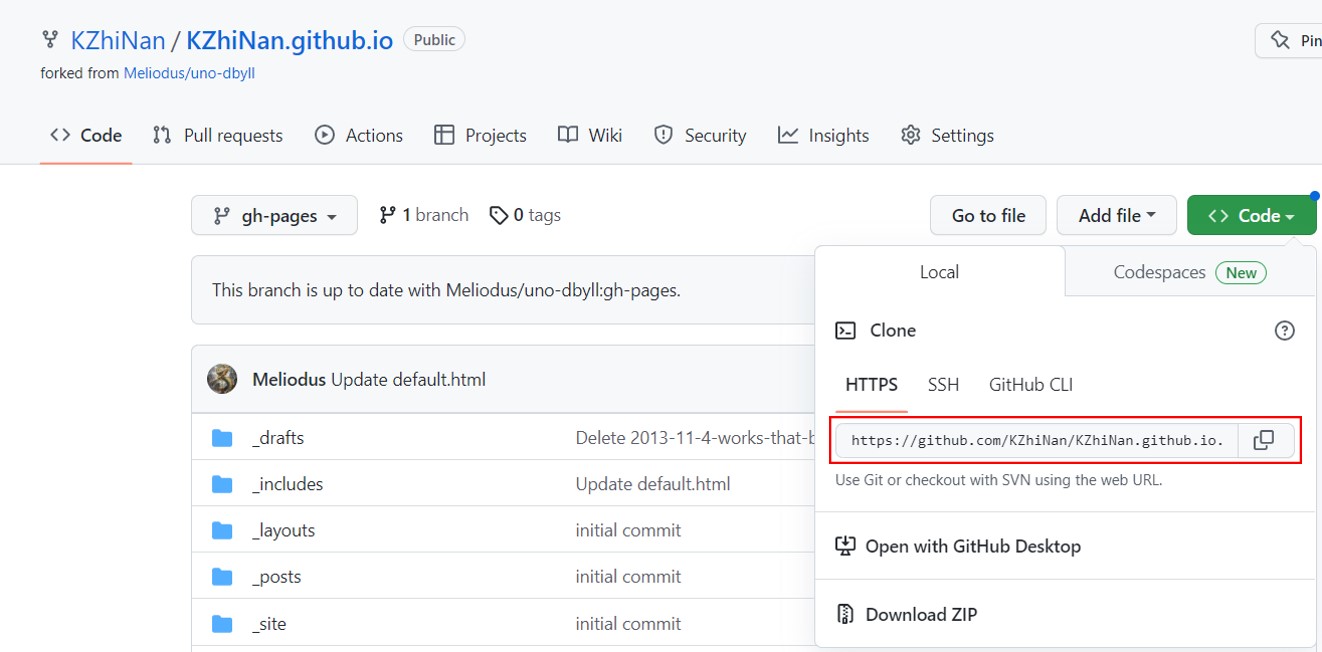 KZhiNan / KZhiNan.github.io Public
Pin
forked from Meliodus/uno-dbyll
Code Pull requests Actions Projects Wiki Security Insights Settings
gh-pages 1 branch 0 tags Go to file Add file Code
This branch is up to date with Meliodus/uno-dbyll:gh-pages.
Meliodus Update default.html
_drafts Delete 2013-11-4-works-that-b
_includes Update default.html
_layouts initial commit
_posts initial commit
_site initial commit
Local Codespaces New
Clone
HTTPS SSH GitHub CLI
https://github.com/KZhiNan/KZhiNan.github.io.
Use Git or checkout with SVN using the web URL.
Open with GitHub Desktop
Download ZIP